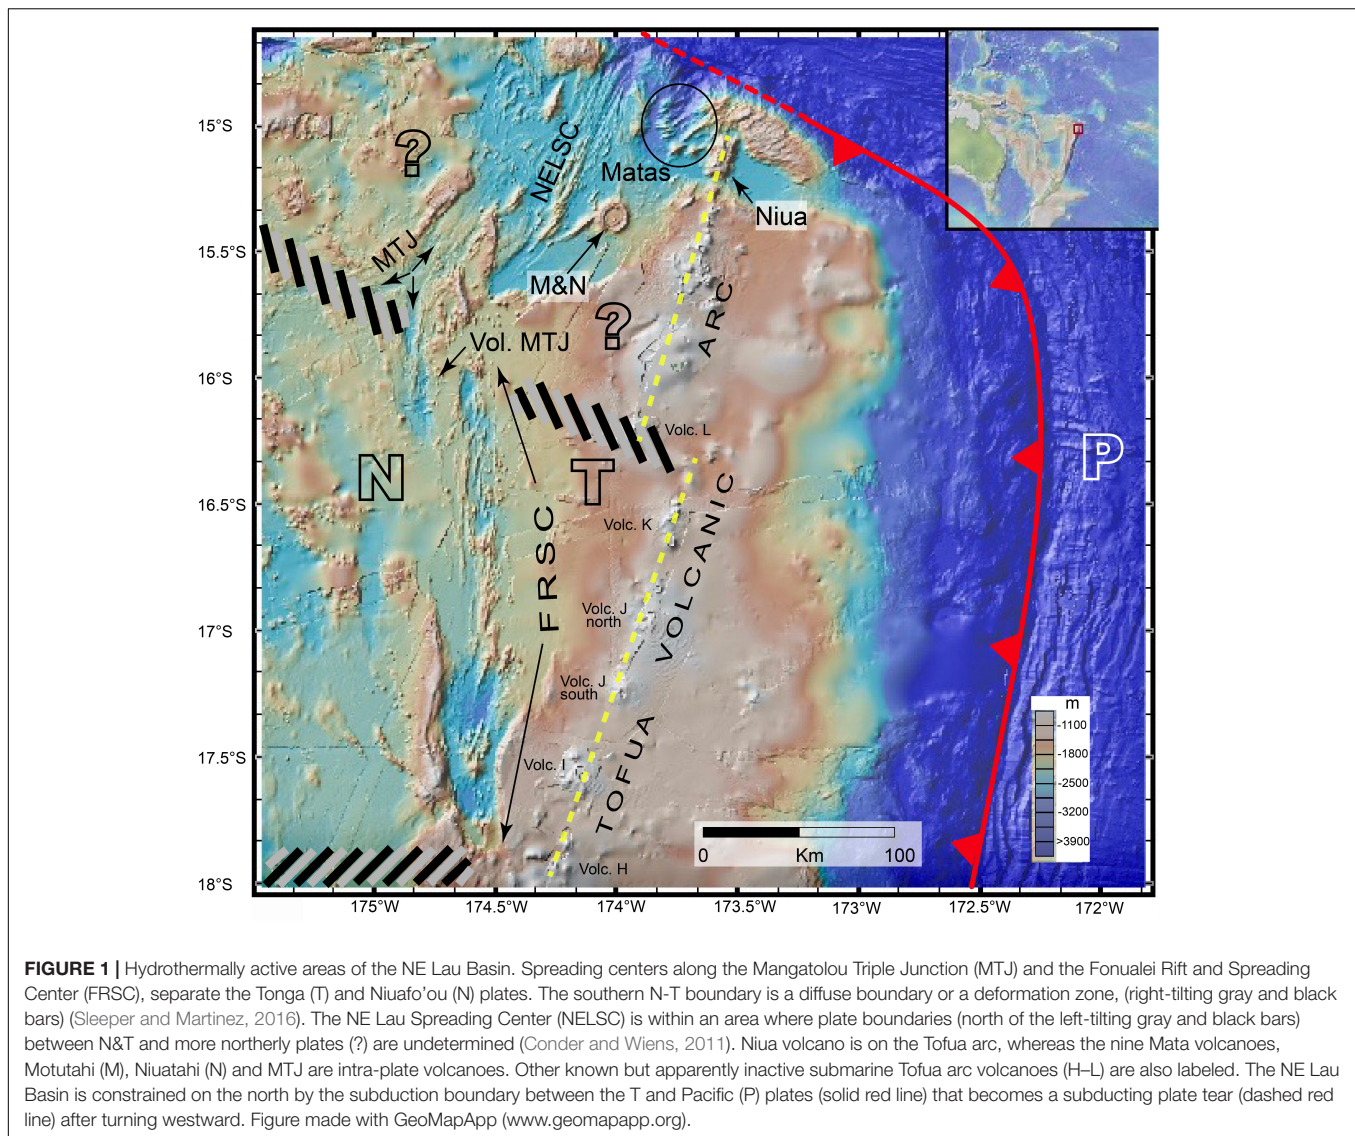 NELSC
Matas
15°S
?
Niua
MTJ
15.5°S
M&N
ARC
?
Vol. MTJ
16°S
Volc. L
N
T
P
16.5°S
Volc. K
VOLCANIC
FRSC
Volc. J
north
17°S
Volc. J
south
TOFUA
m
-1100
-1800
-2500
-3200
>3900
17.5°S
Volc. I
0 Km 100
Volc. H
18°S
175°W 174.5°W 174°W 173.5°W 173°W 172.5°W 172°W
FIGURE 1 | Hydrothermally active areas of the NE Lau Basin. Spreading centers along the Mangatolou Triple Junction (MTJ) and the Fonualei Rift and Spreading
Center (FRSC), separate the Tonga (T) and Niuafo'ou (N) plates. The southern N-T boundary is a diffuse boundary or a deformation zone, (right-tilting gray and black
bars) (Sleeper and Martinez, 2016). The NE Lau Spreading Center (NELSC) is within an area where plate boundaries (north of the left-tilting gray and black bars)
between N&T and more northerly plates (?) are undetermined (Conder and Wiens, 2011). Niua volcano is on the Tofua arc, whereas the nine Mata volcanoes,
Motutahi (M), Niuatahi (N) and MTJ are intra-plate volcanoes. Other known but apparently inactive submarine Tofua arc volcanoes (H–L) are also labeled. The NE Lau
Basin is constrained on the north by the subduction boundary between the T and Pacific (P) plates (solid red line) that becomes a subducting plate tear (dashed red
line) after turning westward. Figure made with GeoMapApp (www.geomapapp.org).